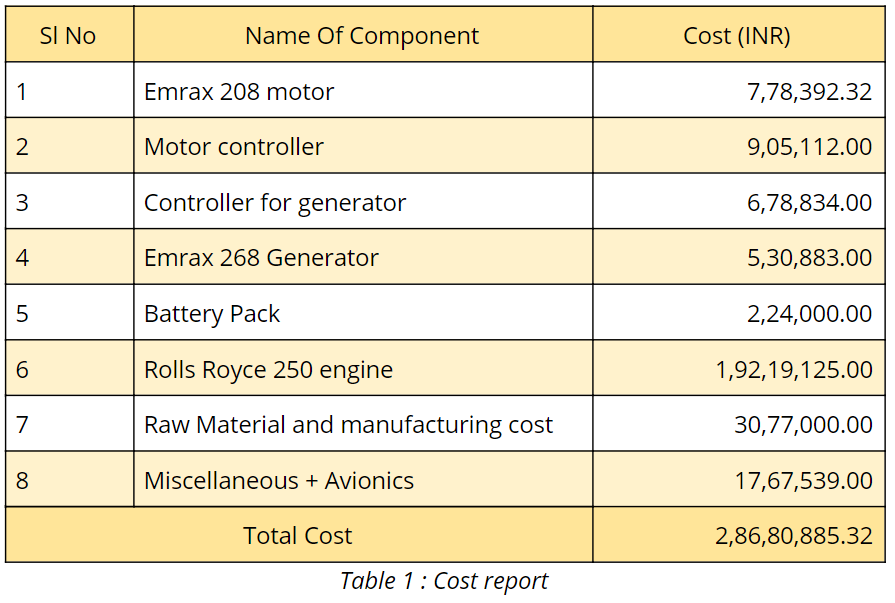 Sl No Name Of Component Cost (INR)
1 Emrax 208 motor 7,78,392.32
2 Motor controller 9,05,112.00
3 Controller for generator 6,78,834.00
4 Emrax 268 Generator 5,30,883.00
5 Battery Pack 2,24,000.00
6 Rolls Royce 250 engine 1,92,19,125.00
7 Raw Material and manufacturing cost 30,77,000.00
8 Miscellaneous + Avionics 17,67,539.00
Total Cost 2,86,80,885.32
Table 1 : Cost report